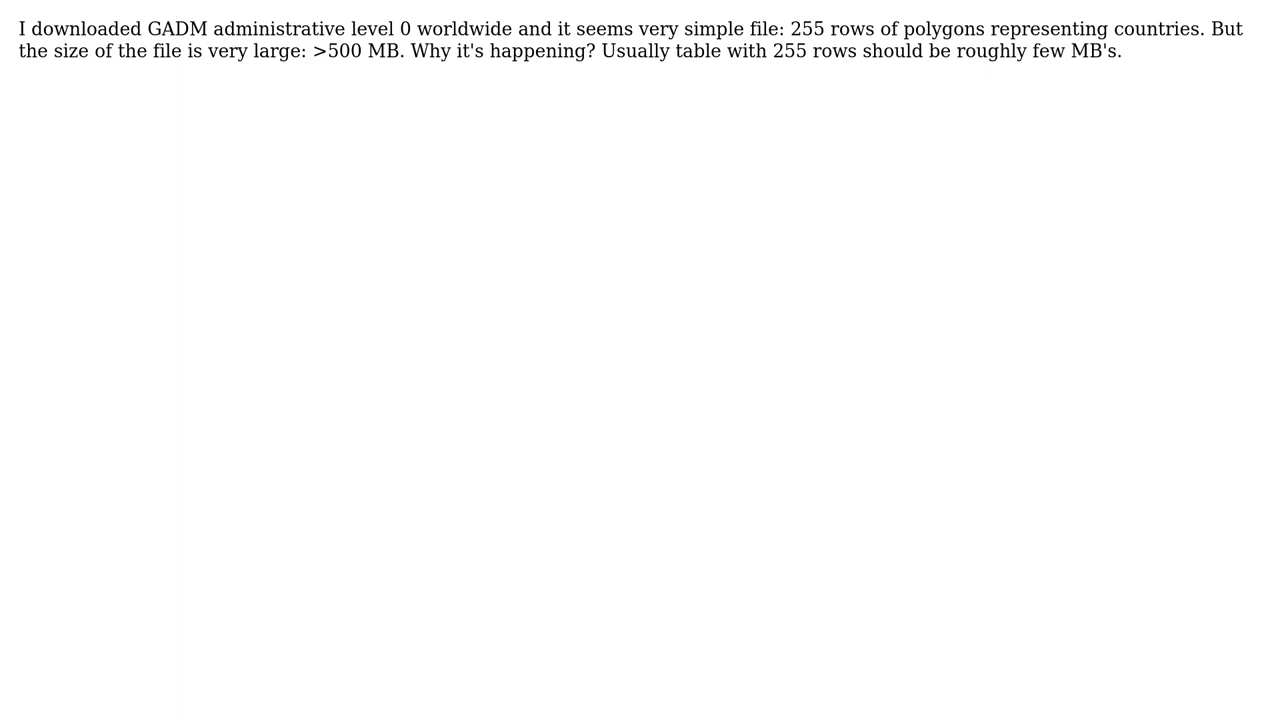 I downloaded GADM administrative level 0 worldwide and it seems very simple file: 255 rows of polygons representing countries. But
the size of the file is very large: >500 MB. Why it's happening? Usually table with 255 rows should be roughly few MB's.